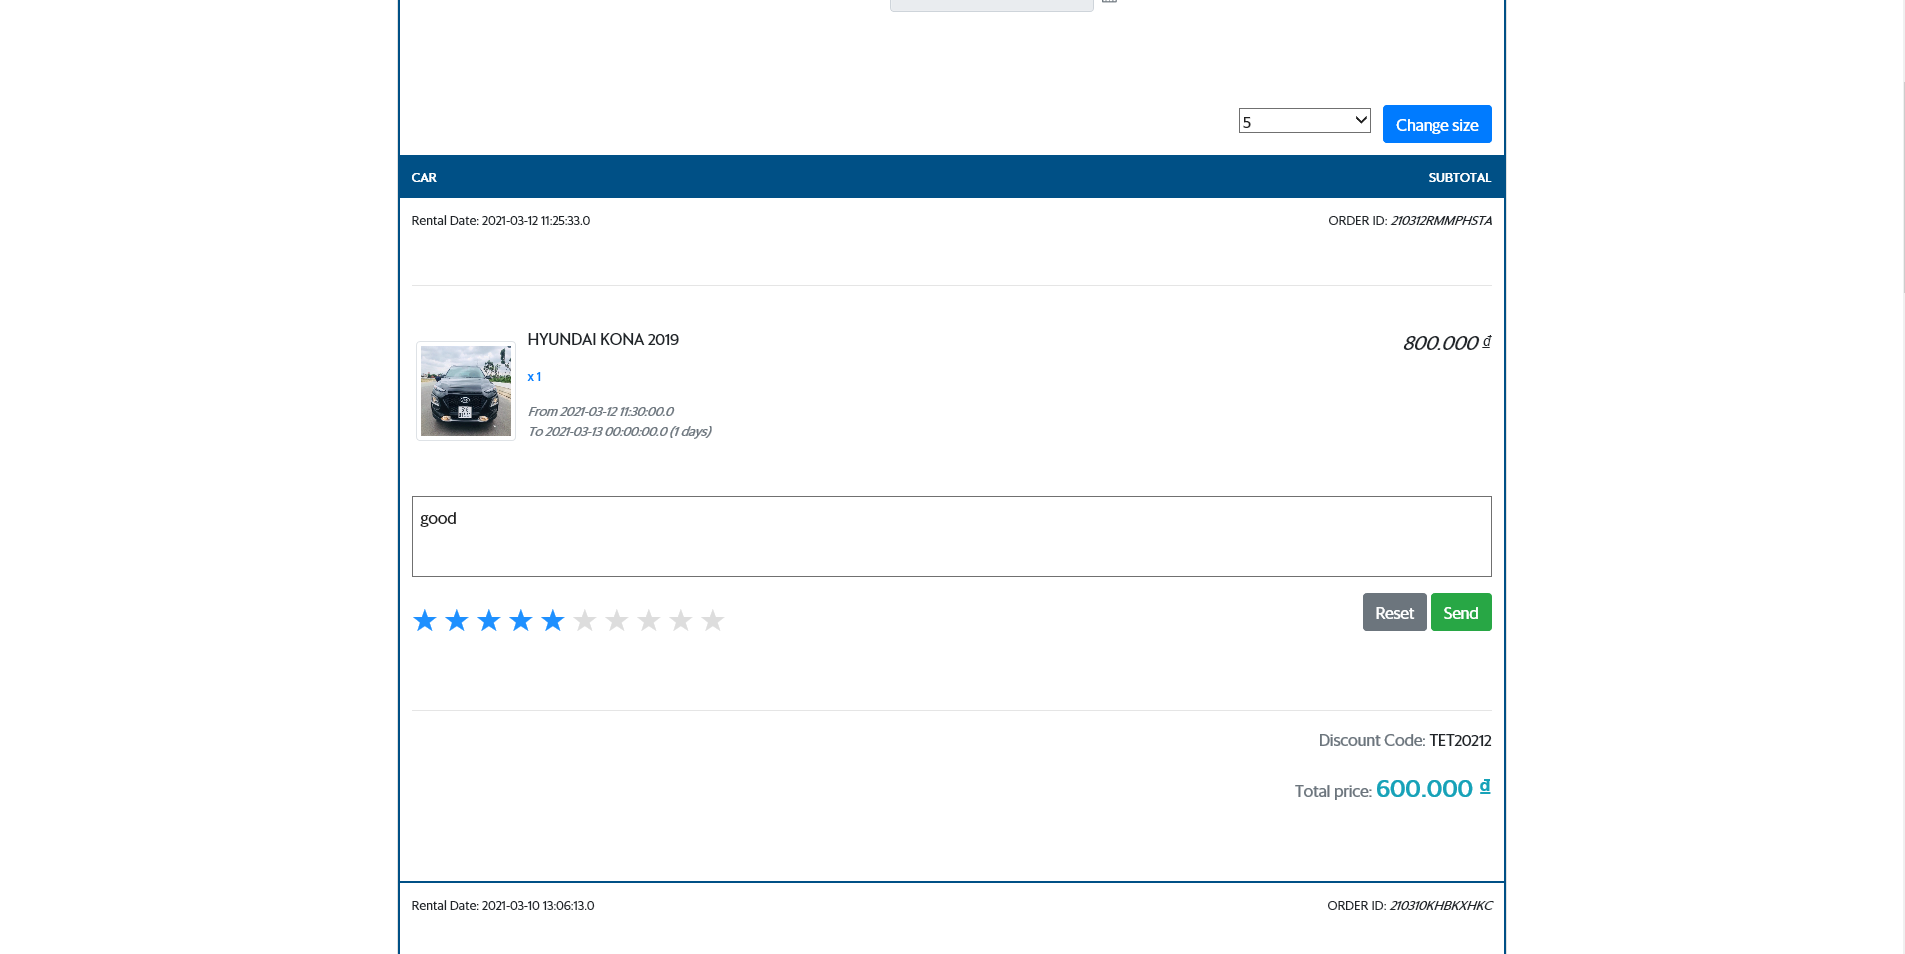 5
Change size
CAR
SUBTOTAL
Rental Date: 2021-03-12 11:25:33.0
ORDER ID: 210312RMMPHSTA
HYUNDAI KONA 2019
800.000 ₫
x 1
From 2021-03-12 11:30:00.0
To 2021-03-13 00:00:00.0 (1 days)
good
Reset
Send
Discount Code: TET20212
Total price: 600.000 ₫
Rental Date: 2021-03-10 13:06:13.0
ORDER ID: 210310KHBKXHKC